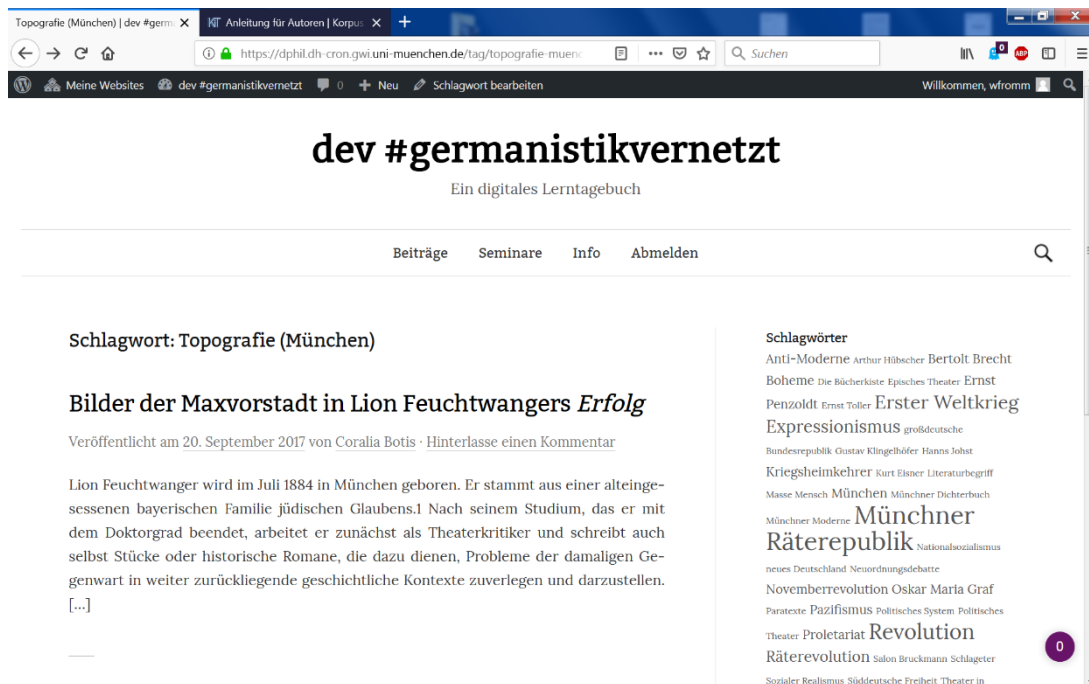 Topografie (München) | dev #germ
Anleitung für Autoren | Korpus
https://dphil.dh-cron.gwi.uni-muenchen.de/tag/topografie-muenc
Suchen
0
ABP
Meine Websites dev #germanistikvernetzt 0 Neu Schlagwort bearbeiten
Willkommen, wfromm
dev #germanistikvernetzt
Ein digitales Lerntagebuch
Beiträge Seminare Info Abmelden
Schlagwort: Topografie (München)
Bilder der Maxvorstadt in Lion Feuchtwangers Erfolg
Veröffentlicht am 20. September 2017 von Coralia Botis · Hinterlasse einen Kommentar
Lion Feuchtwanger wird im Juli 1884 in München geboren. Er stammt aus einer alteinge-
sessenen bayerischen Familie jüdischen Glaubens.1 Nach seinem Studium, das er mit
dem Doktorgrad beendet, arbeitet er zunächst als Theaterkritiker und schreibt auch
selbst Stücke oder historische Romane, die dazu dienen, Probleme der damaligen Ge-
genwart in weiter zurückliegende geschichtliche Kontexte zuverlegen und darzustellen.
[...]
Schlagwörter
Anti-Moderne Arthur Hübscher Bertolt Brecht
Boheme Die Bücherkiste Episches Theater Ernst
Penzoldt Ernst Toller Erster Weltkrieg
Expressionismus großdeutsche
Bundesrepublik Gustav Klingelhöfer Hanns Johst
Kriegsheimkehrer Kurt Eisner Literaturbegriff
Masse Mensch München Münchner Dichterbuch
Münchner Moderne Münchner
Räterepublik Nationalsozialismus
neues Deutschland Neuordnungsdebatte
Novemberrevolution Oskar Maria Graf
Paratexte Pazifismus Politisches System Politisches
Theater Proletariat Revolution
Räterevolution Salon Bruckmann Schlageter
Sozialer Realismus Süddeutsche Freiheit Theater in
0